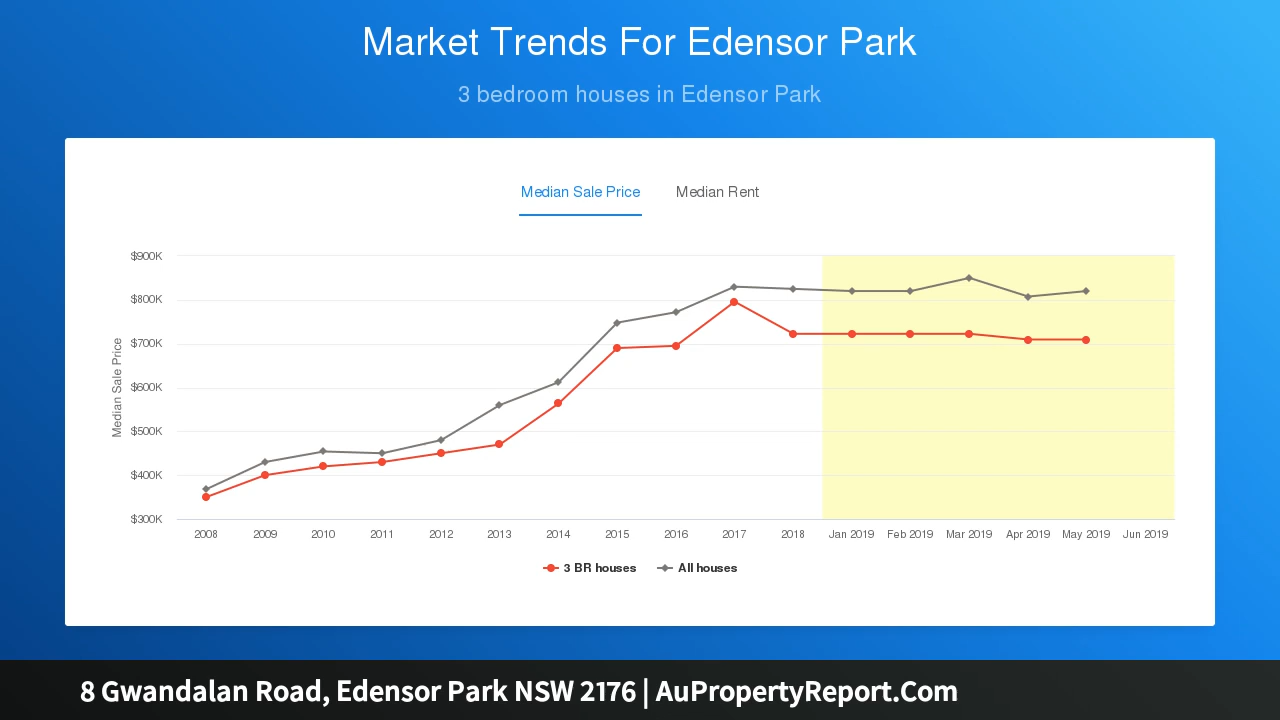 Market Trends For Edensor Park
3 bedroom houses in Edensor Park
Median Sale Price Median Rent
Median Sale Price
$900K
$800K
$700K
$600K
$500K
$400K
$300K
2008 2009 2010 2011 2012 2013 2014 2015 2016 2017 2018 Jan 2019 Feb 2019 Mar 2019 Apr 2019 May 2019 Jun 2019
3 BR houses All houses
8 Gwandalan Road, Edensor Park NSW 2176 | AuPropertyReport.Com